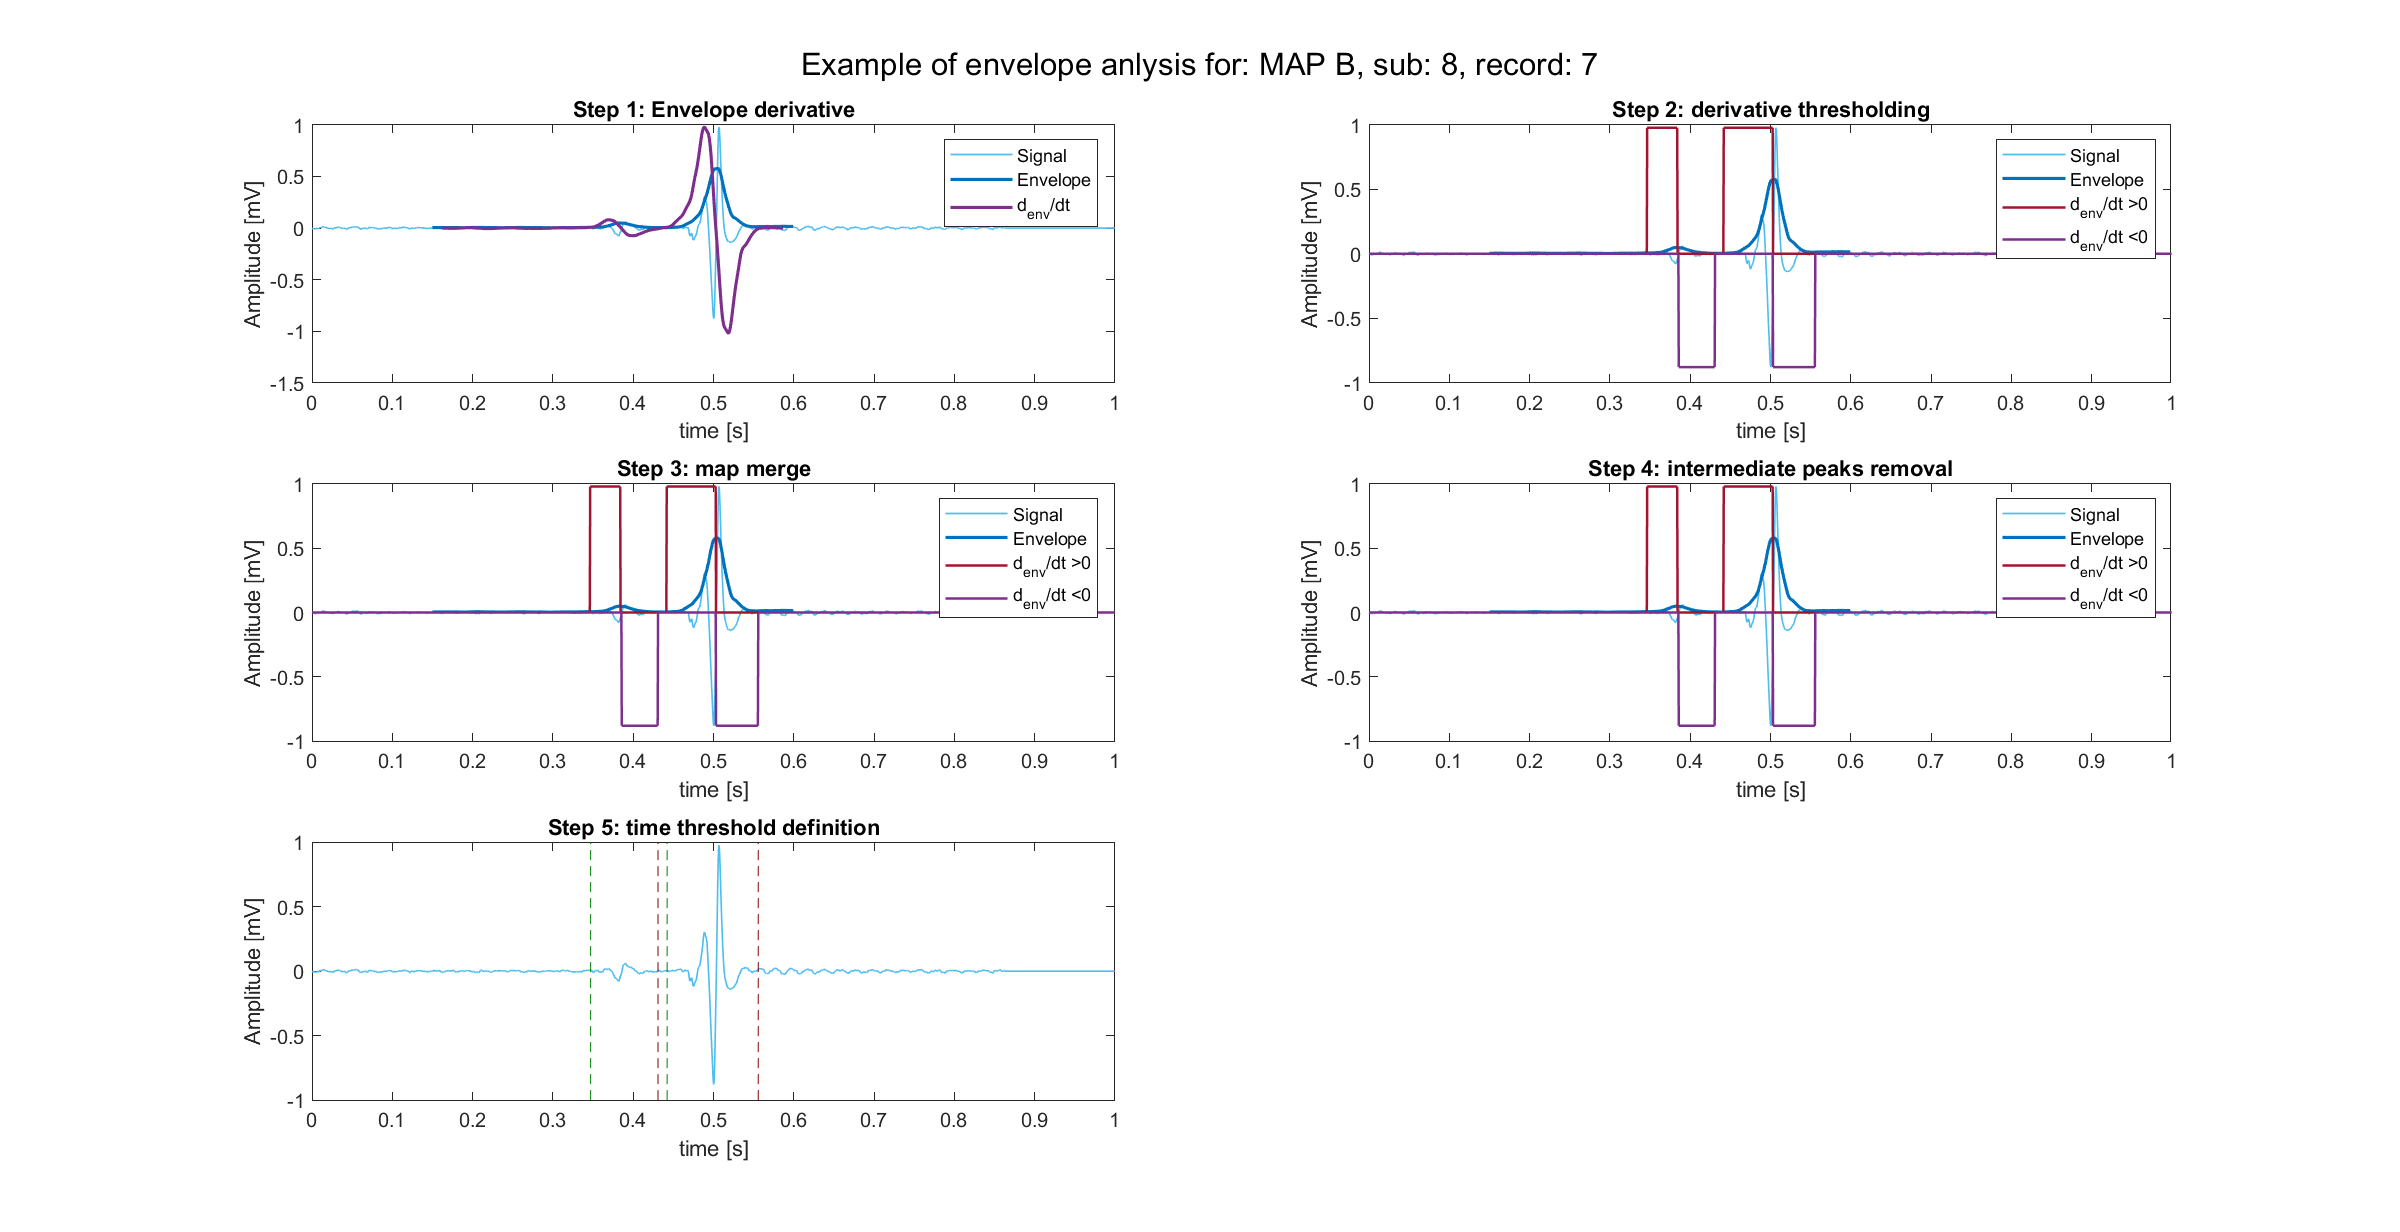 Example of envelope anlysis for: MAP B, sub: 8, record: 7
Step 1: Envelope derivative
Amplitude [mV]
1
0.5
0
-0.5
-1
-1.5
0 0.1 0.2 0.3 0.4 0.5 0.6 0.7 0.8 0.9 1
time [s]
Signal
Envelope
d_env/dt
Step 2: derivative thresholding
Amplitude [mV]
1
0.5
0
-0.5
-1
0 0.1 0.2 0.3 0.4 0.5 0.6 0.7 0.8 0.9 1
time [s]
Signal
Envelope
d_env/dt >0
d_env/dt <0
Step 3: map merge
Amplitude [mV]
1
0.5
0
-0.5
-1
0 0.1 0.2 0.3 0.4 0.5 0.6 0.7 0.8 0.9 1
time [s]
Signal
Envelope
d_env/dt >0
d_env/dt <0
Step 4: intermediate peaks removal
Amplitude [mV]
1
0.5
0
-0.5
-1
0 0.1 0.2 0.3 0.4 0.5 0.6 0.7 0.8 0.9 1
time [s]
Signal
Envelope
d_env/dt >0
d_env/dt <0
Step 5: time threshold definition
Amplitude [mV]
1
0.5
0
-0.5
-1
0 0.1 0.2 0.3 0.4 0.5 0.6 0.7 0.8 0.9 1
time [s]